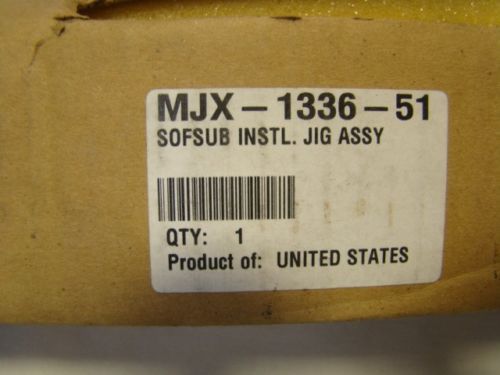 MJX-1336-51
SOFSUB INSTL. JIG ASSY
QTY: 1
Product of: UNITED STATES